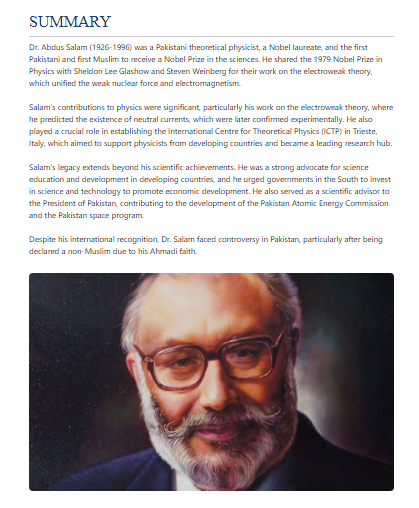 SUMMARY
Dr. Abdus Salam (1926-1996) was a Pakistani theoretical physicist, a Nobel laureate, and the first
Pakistani and first Muslim to receive a Nobel Prize in the sciences. He shared the 1979 Nobel Prize in
Physics with Sheldon Lee Glashow and Steven Weinberg for their work on the electroweak theory,
which unified the weak nuclear force and electromagnetism.
Salam's contributions to physics were significant, particularly his work on the electroweak theory, where
he predicted the existence of neutral currents, which were later confirmed experimentally. He also
played a crucial role in establishing the International Centre for Theoretical Physics (ICTP) in Trieste,
Italy, which aimed to support physicists from developing countries and became a leading research hub.
Salam's legacy extends beyond his scientific achievements. He was a strong advocate for science
education and development in developing countries, and he urged governments in the South to invest
in science and technology to promote economic development. He also served as a scientific advisor to
the President of Pakistan, contributing to the development of the Pakistan Atomic Energy Commission
and the Pakistan space program.
Despite his international recognition, Dr. Salam faced controversy in Pakistan, particularly after being
declared a non-Muslim due to his Ahmadi faith.